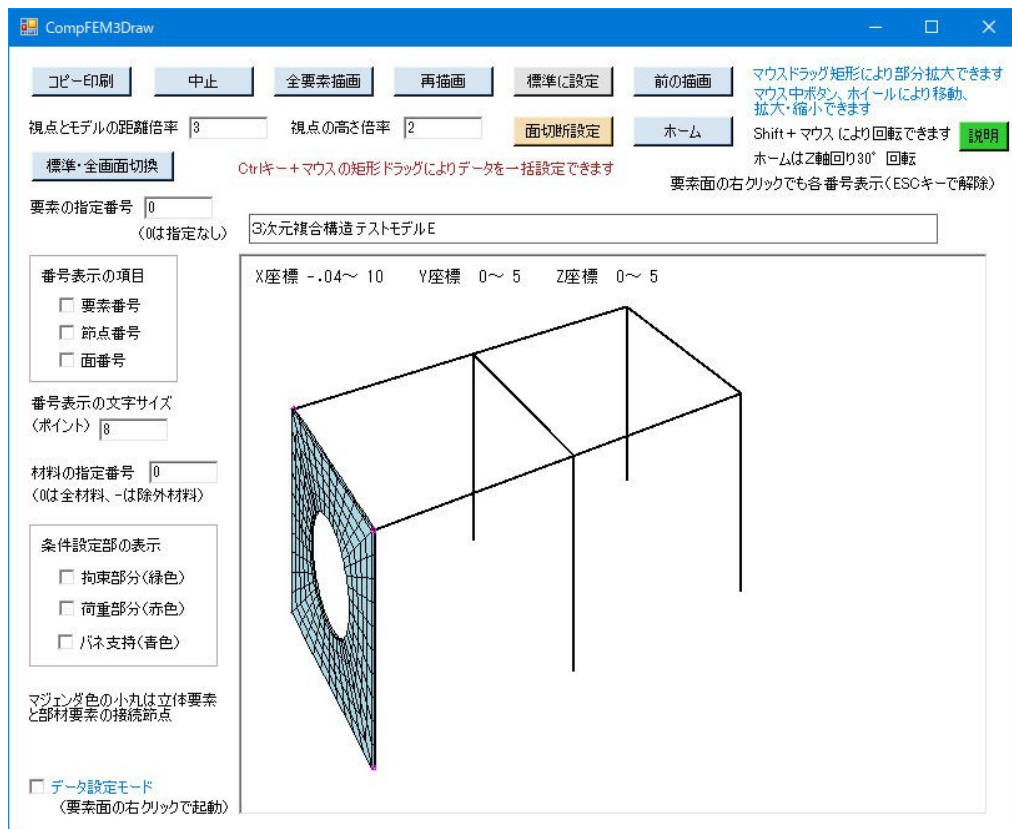 CompFEM3Draw
コピー印刷 中止 全要素描画 再描画 標準に設定 前の描画
マウスドラッグ矩形により部分拡大できます
マウス中ボタン、ホイールにより移動、
拡大・縮小できます
視点とモデルの距離倍率 3 視点の高さ倍率 2 面切断設定 ホーム
Shift+マウスにより回転できます 説明
標準・全画面切換
Ctrlキー+マウスの矩形ドラッグによりデータを一括設定できます
ホームはZ軸回り30°回転
要素面の右クリックでも各番号表示(ESCキーで解除)
要素の指定番号 0
(0は指定なし)
3次元複合構造テストモデルE
番号表示の項目
要素番号
節点番号
面番号
X座標 -.04～ 10 Y座標 0～ 5 Z座標 0～ 5
番号表示の文字サイズ
(ポイント) 8
材料の指定番号 0
(0は全材料、-は除外材料)
条件設定部の表示
拘束部分(緑色)
荷重部分(赤色)
バネ支持(青色)
マジェンダ色の小丸は立体要素
と部材要素の接続節点
データ設定モード
(要素面の右クリックで起動)